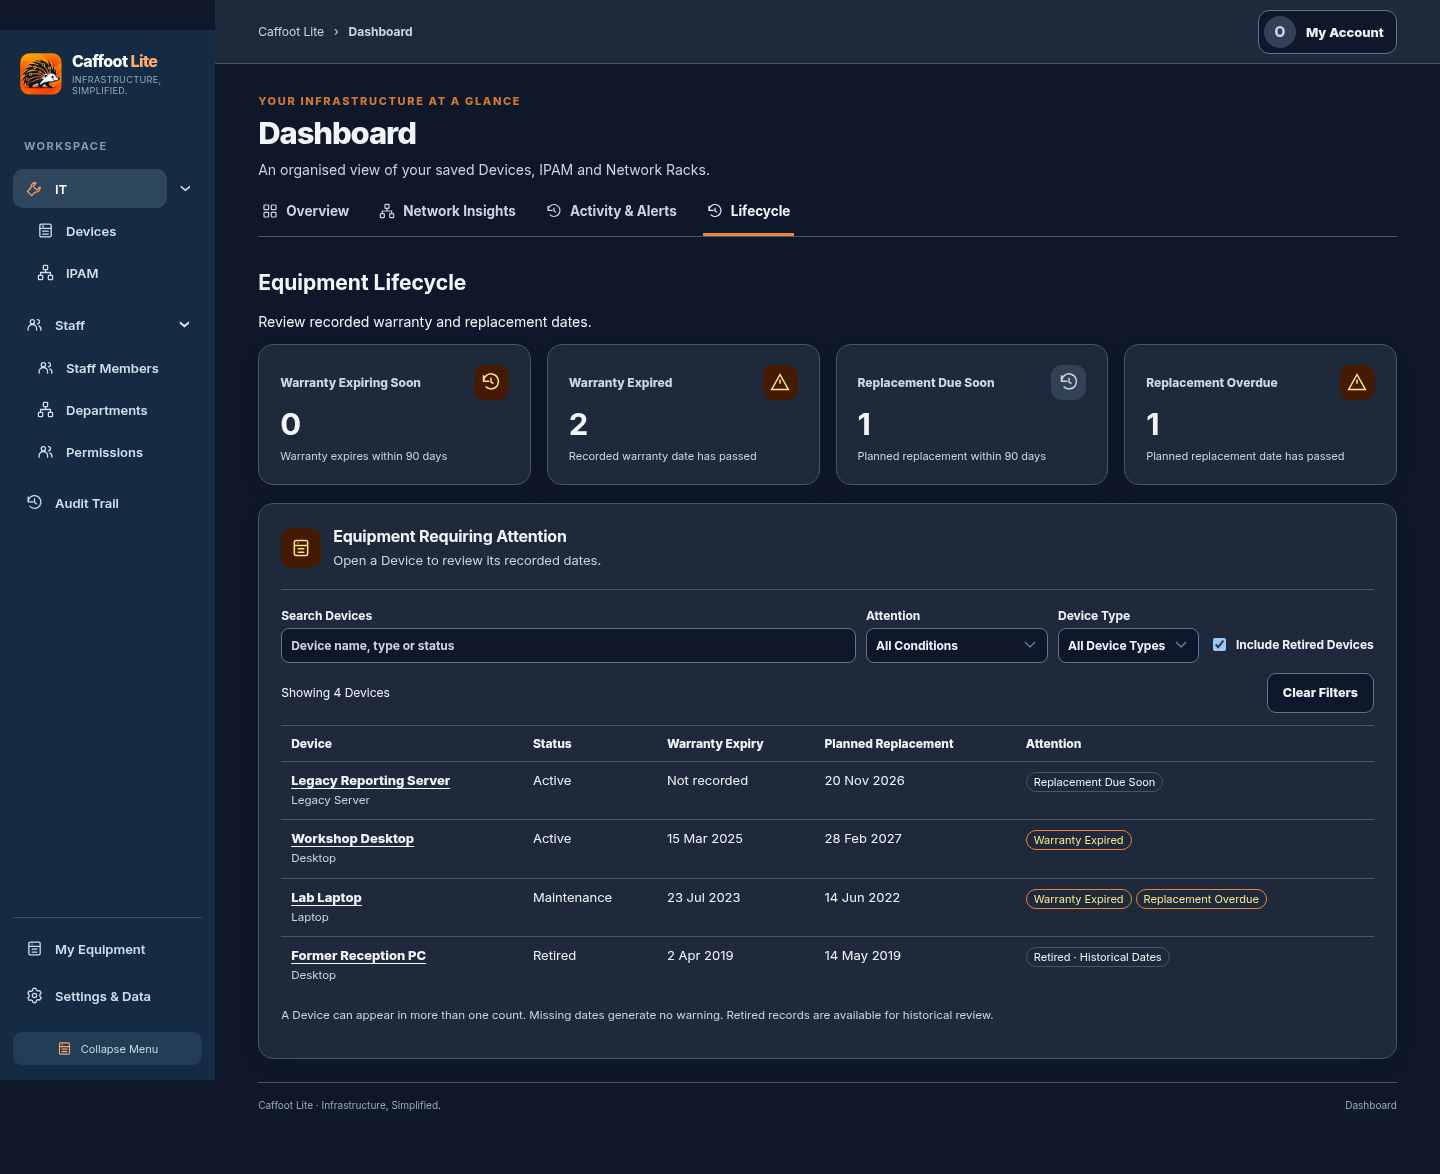 Caffoot Lite
INFRASTRUCTURE,
SIMPLIFIED.
WORKSPACE
IT
Devices
IPAM
Staff
Staff Members
Departments
Permissions
Audit Trail
My Equipment
Settings & Data
Collapse Menu
Caffoot Lite › Dashboard
O My Account
YOUR INFRASTRUCTURE AT A GLANCE
Dashboard
An organised view of your saved Devices, IPAM and Network Racks.
Overview Network Insights Activity & Alerts Lifecycle
Equipment Lifecycle
Review recorded warranty and replacement dates.
Warranty Expiring Soon
0
Warranty expires within 90 days
Warranty Expired
2
Recorded warranty date has passed
Replacement Due Soon
1
Planned replacement within 90 days
Replacement Overdue
1
Planned replacement date has passed
Equipment Requiring Attention
Open a Device to review its recorded dates.
Search Devices Attention Device Type
Device name, type or status All Conditions All Device Types Include Retired Devices
Showing 4 Devices Clear Filters
Device Status Warranty Expiry Planned Replacement Attention
Legacy Reporting Server Active Not recorded 20 Nov 2026 Replacement Due Soon
Legacy Server
Workshop Desktop Active 15 Mar 2025 28 Feb 2027 Warranty Expired
Desktop
Lab Laptop Maintenance 23 Jul 2023 14 Jun 2022 Warranty Expired Replacement Overdue
Laptop
Former Reception PC Retired 2 Apr 2019 14 May 2019 Retired · Historical Dates
Desktop
A Device can appear in more than one count. Missing dates generate no warning. Retired records are available for historical review.
Caffoot Lite · Infrastructure, Simplified. Dashboard